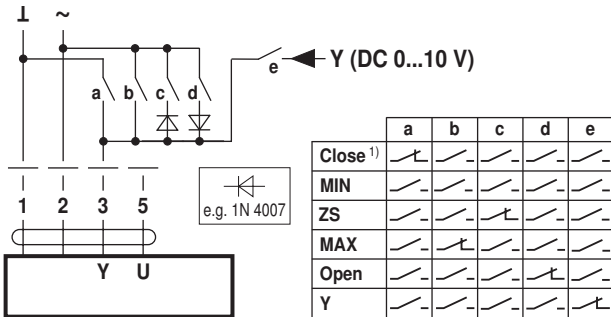 ⊥ ~
Y (DC 0...10 V)
e
a b c d
e.g. 1N 4007
1 2 3 5
Y U
a b c d e
Close 1)
MIN
ZS
MAX
Open
Y